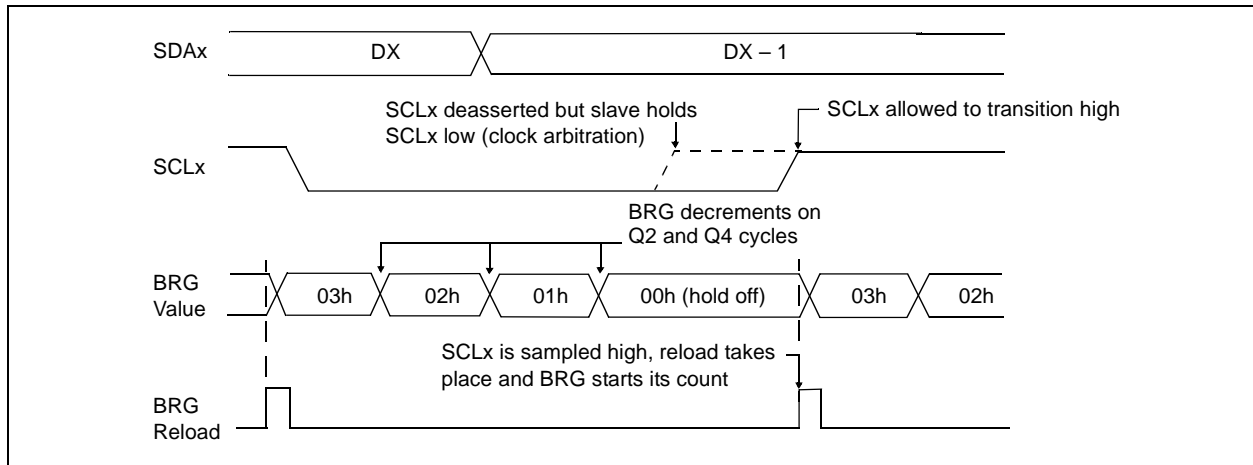 SDAx
DX
DX – 1
SCLx deasserted but slave holds
SCLx low (clock arbitration)
SCLx allowed to transition high
SCLx
BRG decrements on
Q2 and Q4 cycles
BRG
Value
03h
02h
01h
00h (hold off)
03h
02h
SCLx is sampled high, reload takes
place and BRG starts its count
BRG
Reload